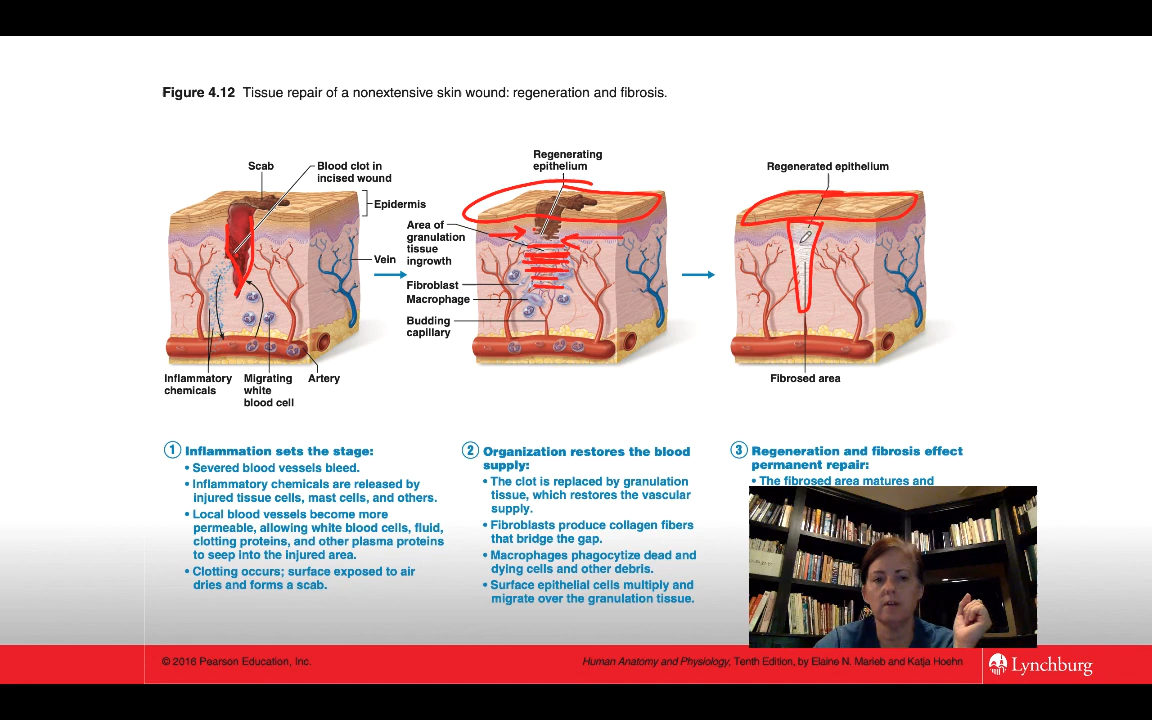 Figure 4.12 Tissue repair of a nonextensive skin wound: regeneration and fibrosis.
Scab
Blood clot in
incised wound
Epidermis
Vein
Inflammatory
chemicals
Migrating
white
blood cell
Artery
Regenerating
epithelium
Area of
granulation
tissue
ingrowth
Fibroblast
Macrophage
Budding
capillary
Regenerated epithelium
Fibrosed area
1 Inflammation sets the stage:
• Severed blood vessels bleed.
• Inflammatory chemicals are released by
injured tissue cells, mast cells, and others.
• Local blood vessels become more
permeable, allowing white blood cells, fluid,
clotting proteins, and other plasma proteins
to seep into the injured area.
• Clotting occurs; surface exposed to air
dries and forms a scab.
2 Organization restores the blood
supply:
• The clot is replaced by granulation
tissue, which restores the vascular
supply.
• Fibroblasts produce collagen fibers
that bridge the gap.
• Macrophages phagocytize dead and
dying cells and other debris.
• Surface epithelial cells multiply and
migrate over the granulation tissue.
3 Regeneration and fibrosis effect
permanent repair:
• The fibrosed area matures and
© 2016 Pearson Education, Inc.
Human Anatomy and Physiology, Tenth Edition, by Elaine N. Marieb and Katja Hoehn
Lynchburg